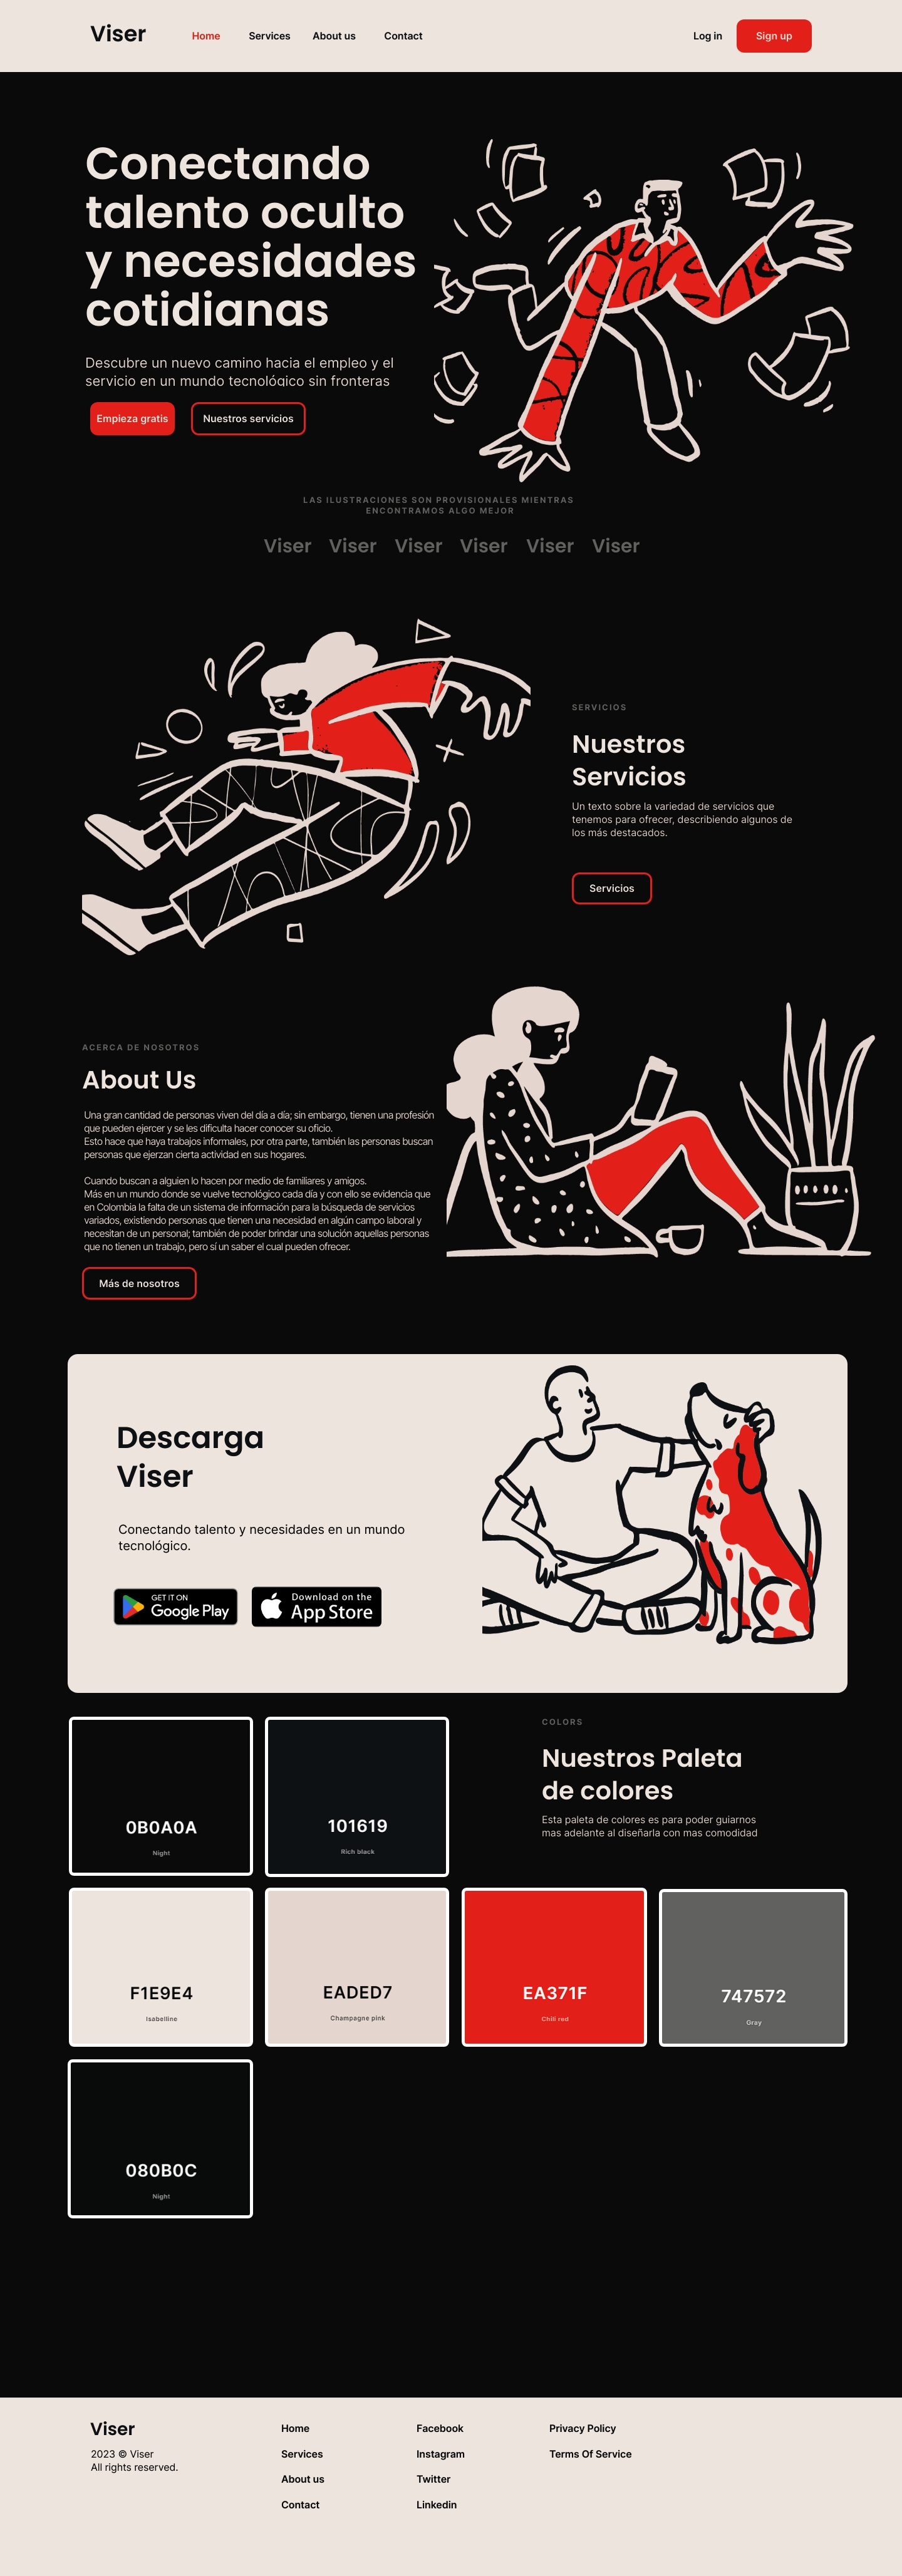 Viser
Home Services About us Contact
Log in Sign up
Conectando
talento oculto
y necesidades
cotidianas
Descubre un nuevo camino hacia el empleo y el
servicio en un mundo tecnológico sin fronteras
Empieza gratis Nuestros servicios
LAS ILUSTRACIONES SON PROVISIONALES MIENTRAS
ENCONTRAMOS ALGO MEJOR
Viser Viser Viser Viser Viser Viser
SERVICIOS
Nuestros
Servicios
Un texto sobre la variedad de servicios que
tenemos para ofrecer, describiendo algunos de
los más destacados.
Servicios
ACERCA DE NOSOTROS
About Us
Una gran cantidad de personas viven del día a día; sin embargo, tienen una profesión
que pueden ejercer y se les dificulta hacer conocer su oficio.
Esto hace que haya trabajos informales, por otra parte, también las personas buscan
personas que ejerzan cierta actividad en sus hogares.
Cuando buscan a alguien lo hacen por medio de familiares y amigos.
Más en un mundo donde se vuelve tecnológico cada día y con ello se evidencia que
en Colombia la falta de un sistema de información para la búsqueda de servicios
variados, existiendo personas que tienen una necesidad en algún campo laboral y
necesitan de un personal; también de poder brindar una solución aquellas personas
que no tienen un trabajo, pero sí un saber el cual pueden ofrecer.
Más de nosotros
Descarga
Viser
Conectando talento y necesidades en un mundo
tecnológico.
GET IT ON
Google Play
Download on the
App Store
COLORS
Nuestros Paleta
de colores
Esta paleta de colores es para poder guiarnos
mas adelante al diseñarla con mas comodidad
0B0A0A
Night
101619
Rich black
F1E9E4
Isabelline
EADED7
Champagne pink
EA371F
Chili red
747572
Gray
080B0C
Night
Viser
2023 © Viser
All rights reserved.
Home
Services
About us
Contact
Facebook
Instagram
Twitter
Linkedin
Privacy Policy
Terms Of Service